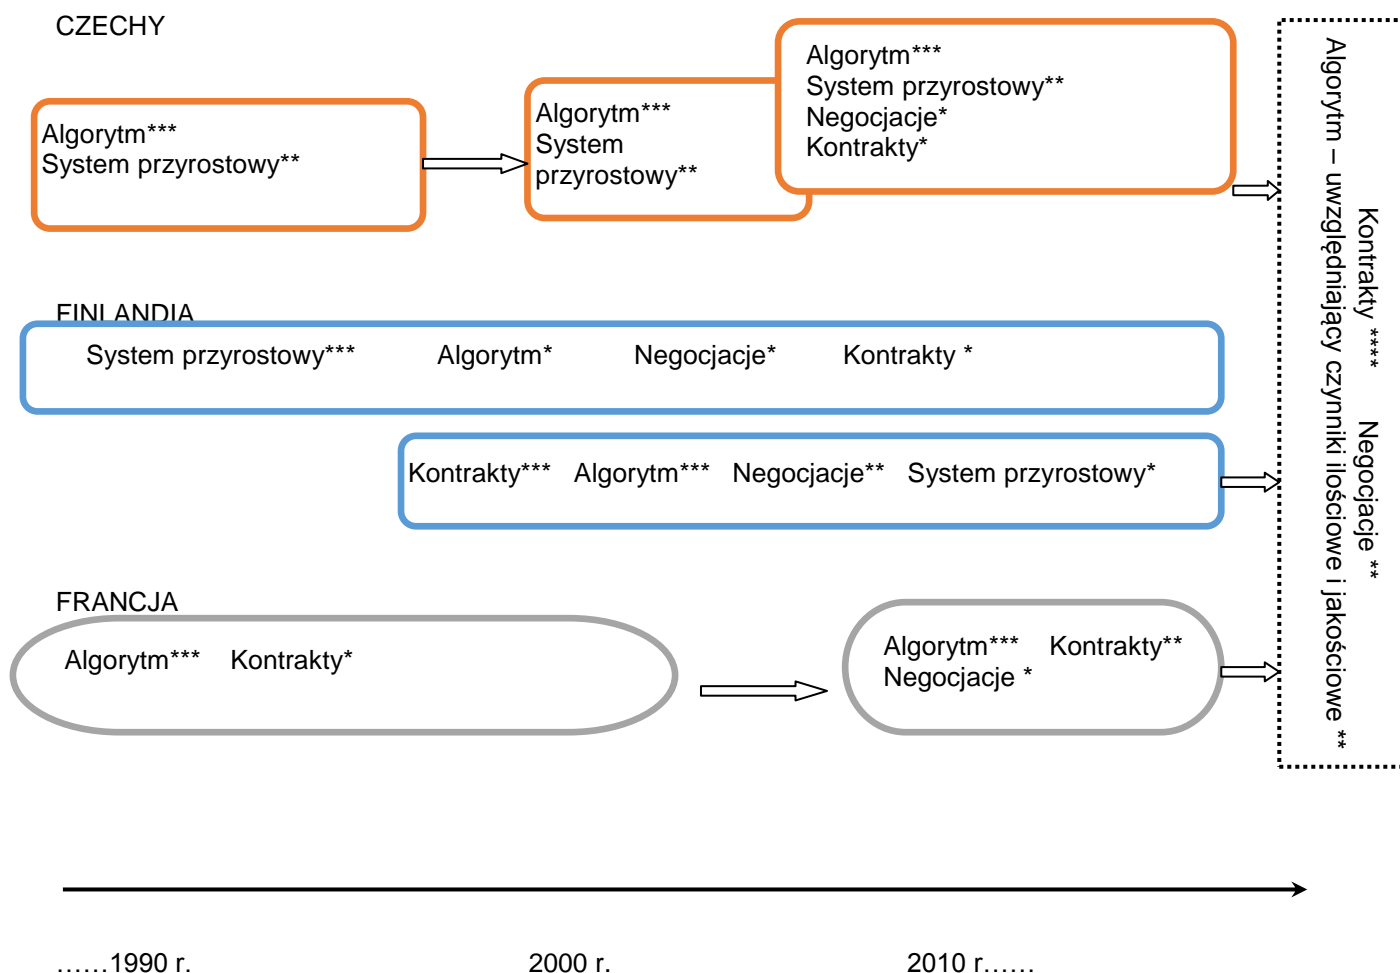 CZECHY
Algorytm***
System przyrostowy**
Algorytm***
System
przyrostowy**
Algorytm***
System przyrostowy**
Negocjacje*
Kontrakty*
FINLANDIA
System przyrostowy*** Algorytm* Negocjacje* Kontrakty *
Kontrakty*** Algorytm*** Negocjacje** System przyrostowy*
FRANCJA
Algorytm*** Kontrakty*
Algorytm*** Kontrakty**
Negocjacje *
Kontrakty **** Negocjacje **
Algorytm – uwzględniający czynniki ilościowe i jakościowe **
……1990 r. 2000 r. 2010 r……